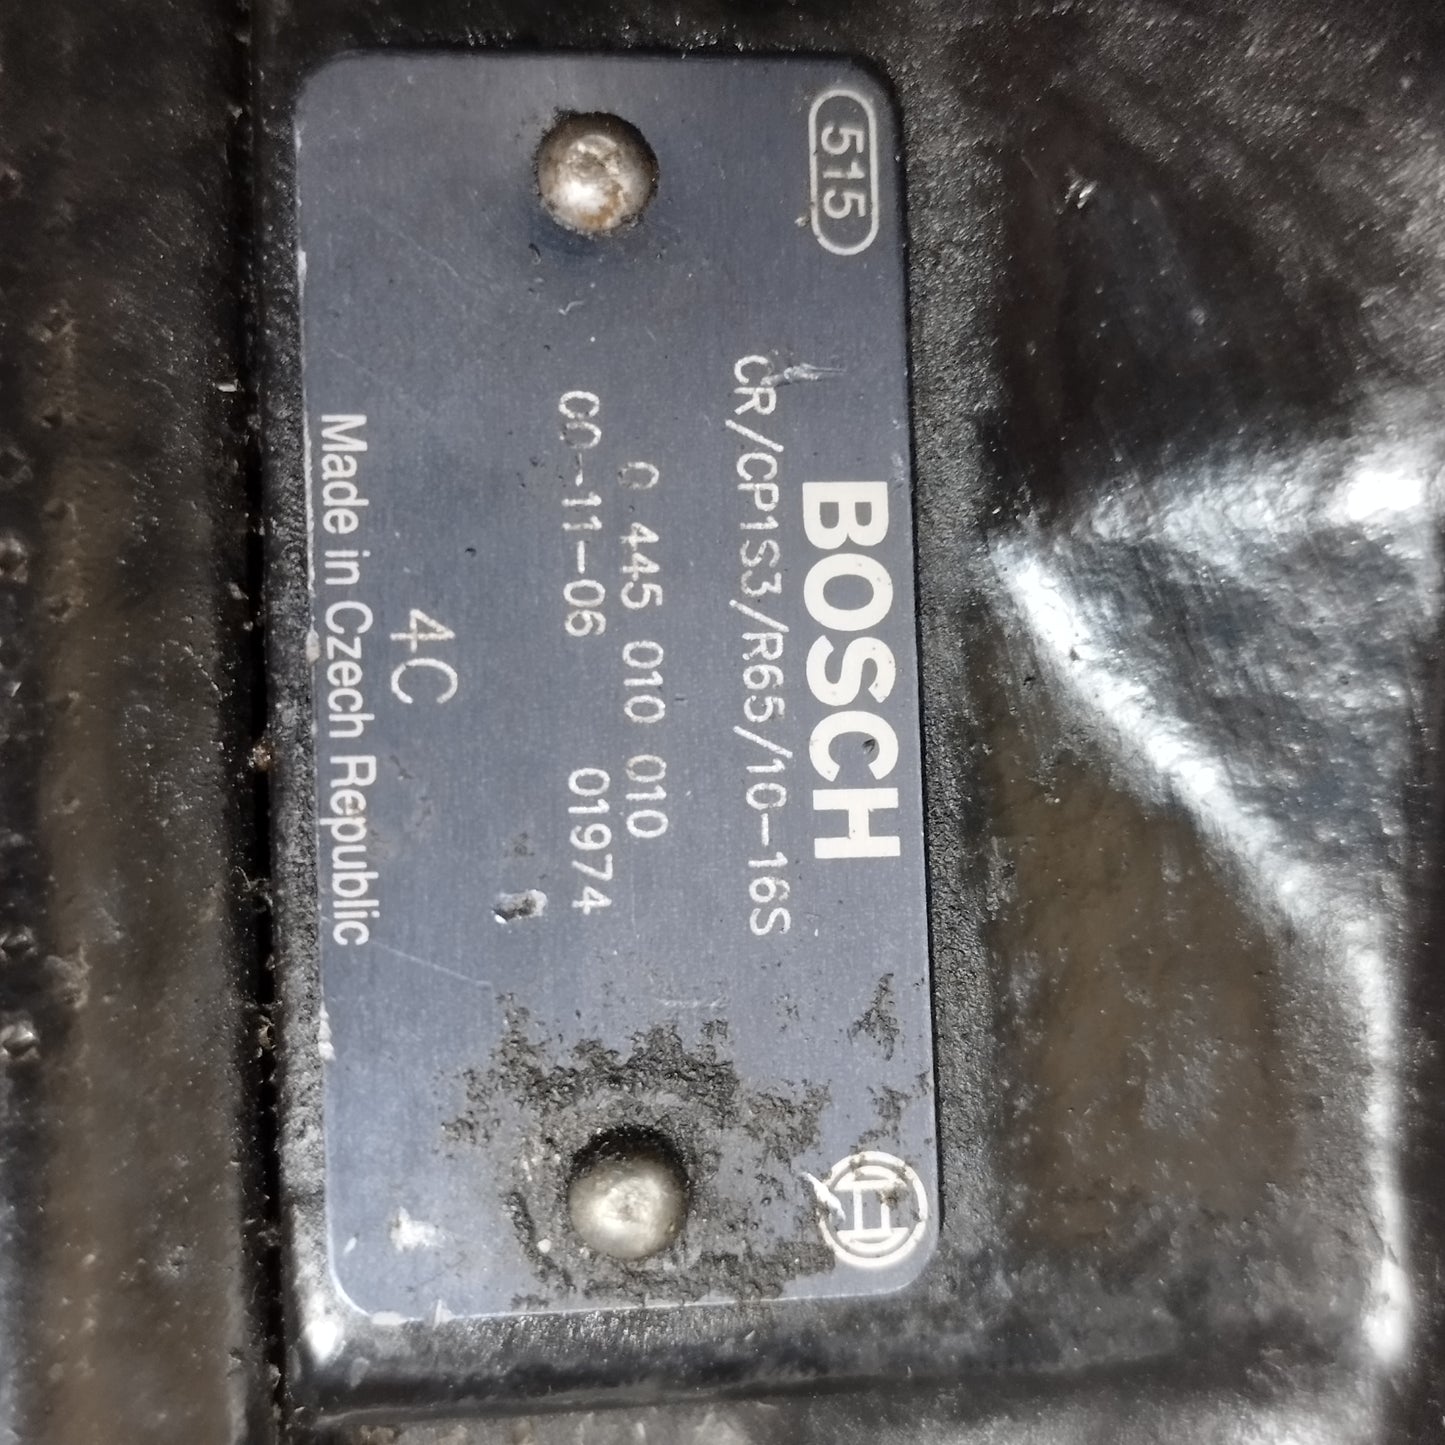 515
BOSCH
CR/CP1S3/R65/10-16S
0 445 010 010
00-11-06 01974
4C
Made in Czech Republic